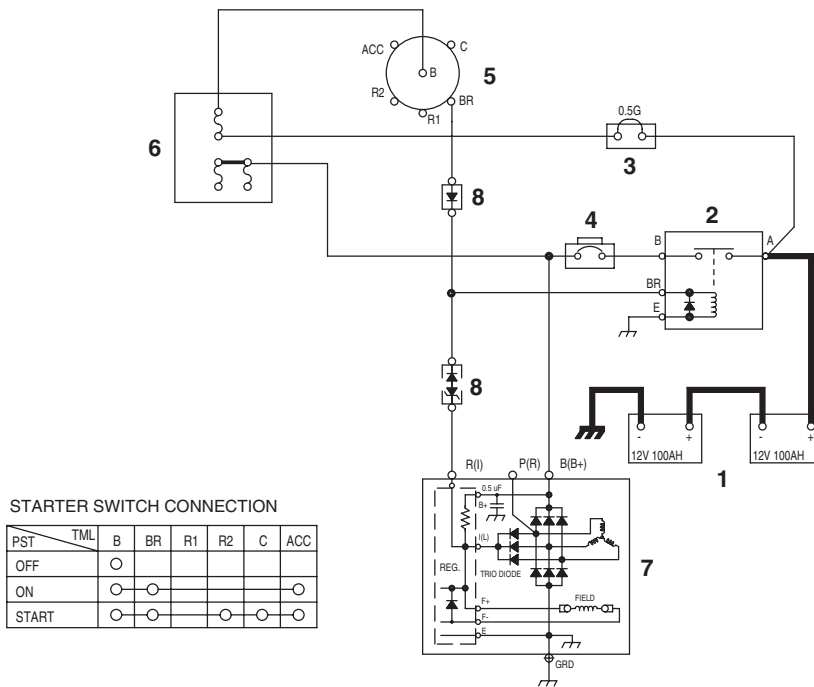 ACC
C
B
5
R2
BR
R1
6
0.5G
3
8
4
2
B
A
BR
E
8
- +
12V 100AH
- +
12V 100AH
1
R(I)
P(R)
B(B+)
0.5 uF
B+
I(L)
REG.
TRIO DIODE
7
F+
FIELD
F-
E
GRD
STARTER SWITCH CONNECTION
PST TML B BR R1 R2 C ACC
OFF
ON
START